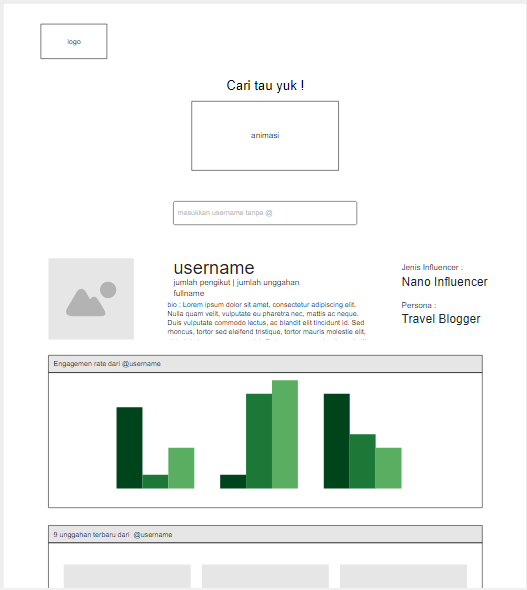 logo
Cari tau yuk !
animasi
masukkan username tanpa @
username
jumlah pengikut | jumlah unggahan
fullname
bio : Lorem ipsum dolor sit amet, consectetur adipiscing elit.
Nulla quam velit, vulputate eu pharetra nec, mattis ac neque.
Duis vulputate commodo lectus, ac blandit elit tincidunt id. Sed
rhoncus, tortor sed eleifend tristique, tortor mauris molestie elit,
Jenis Influencer :
Nano Influencer
Persona :
Travel Blogger
Engagemen rate dari @username
9 unggahan terbaru dari @username